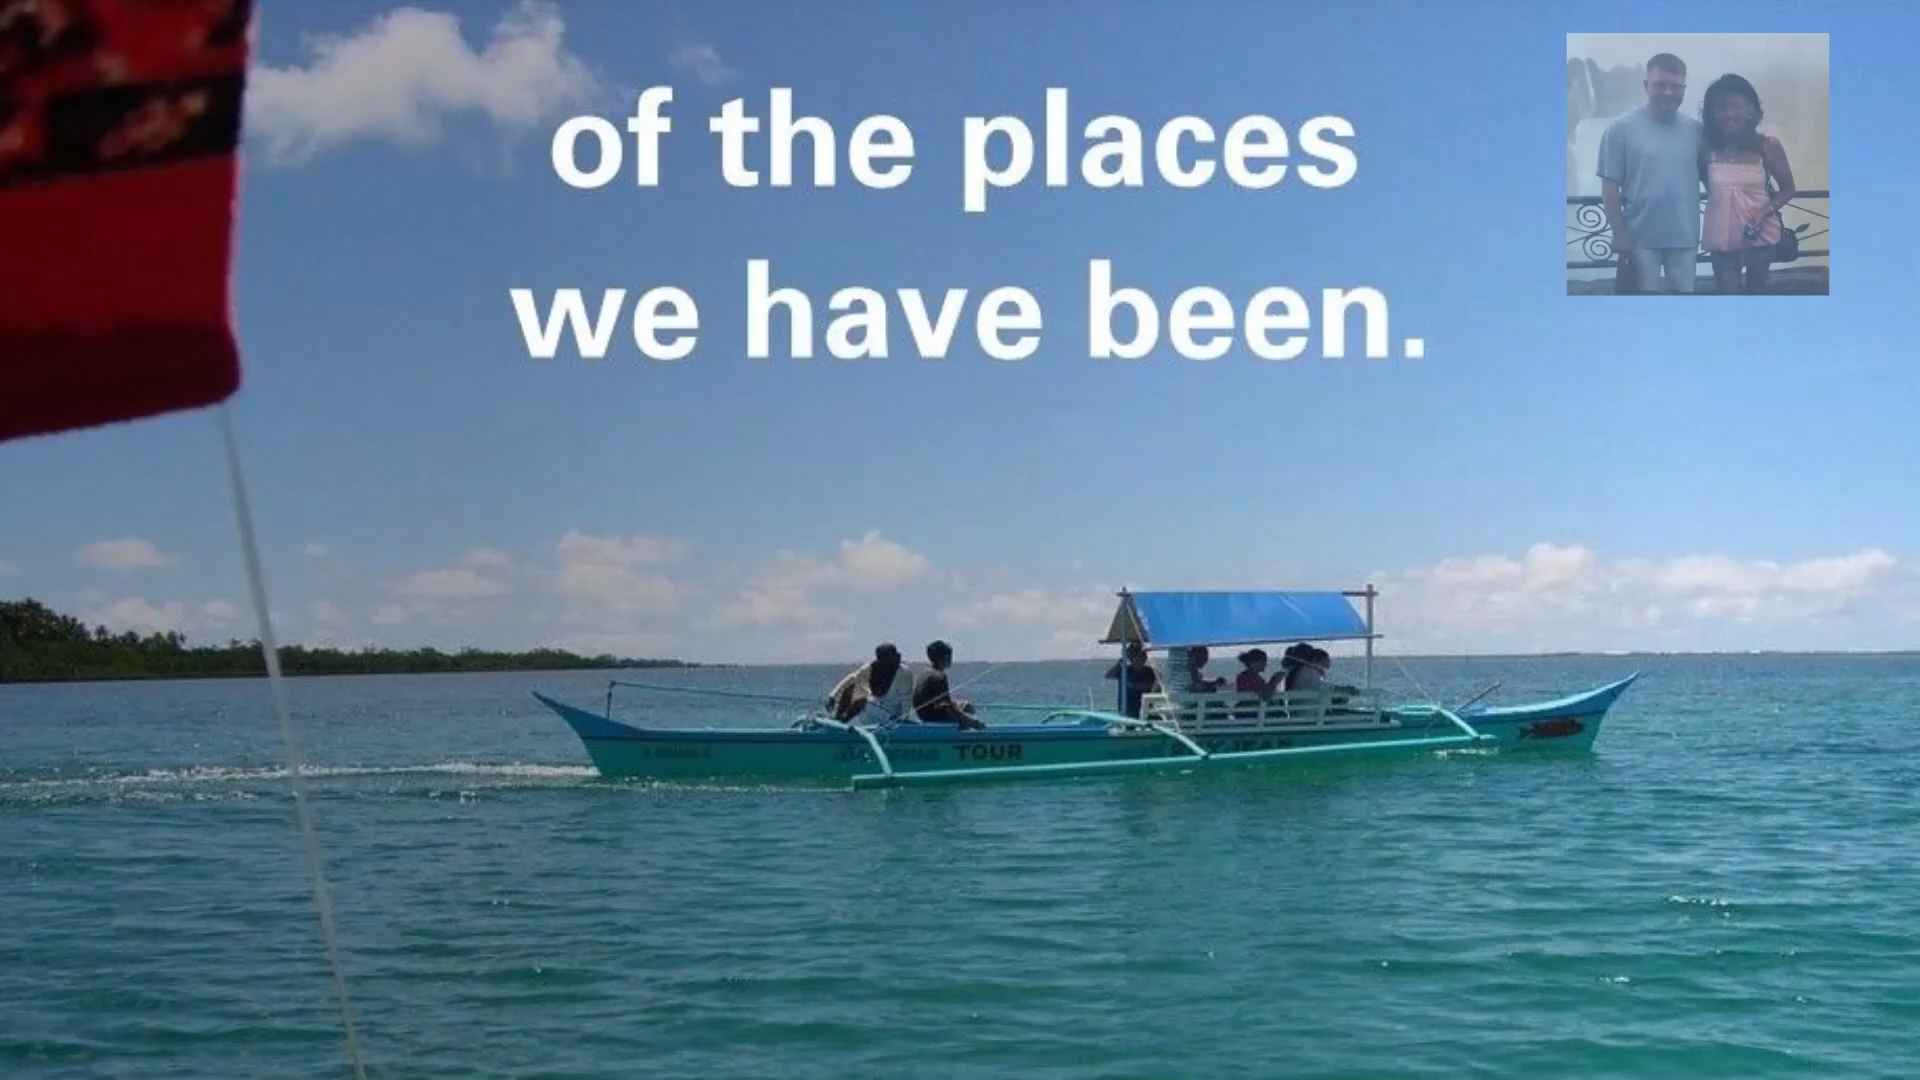 of the places
we have been.
TOUR